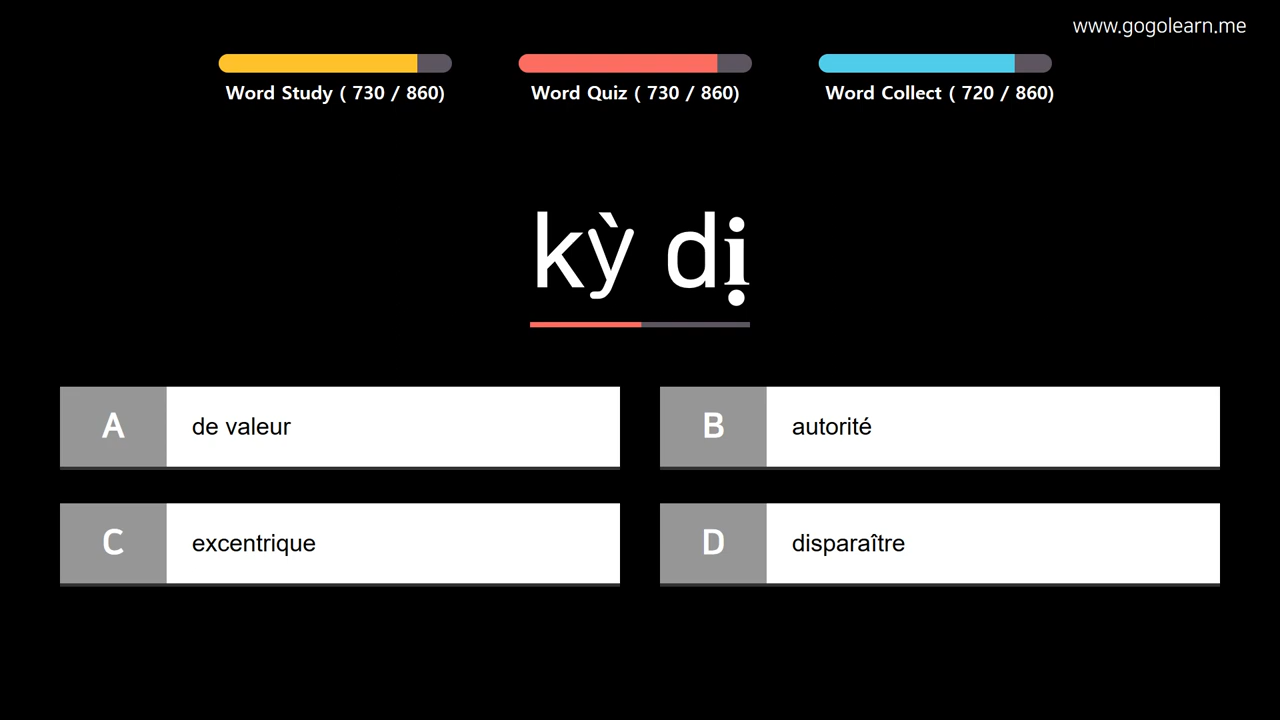 www.gogolearn.me
Word Study ( 730 / 860)
Word Quiz ( 730 / 860)
Word Collect ( 720 / 860)
kỳ dị
A de valeur
B autorité
C excentrique
D disparaître